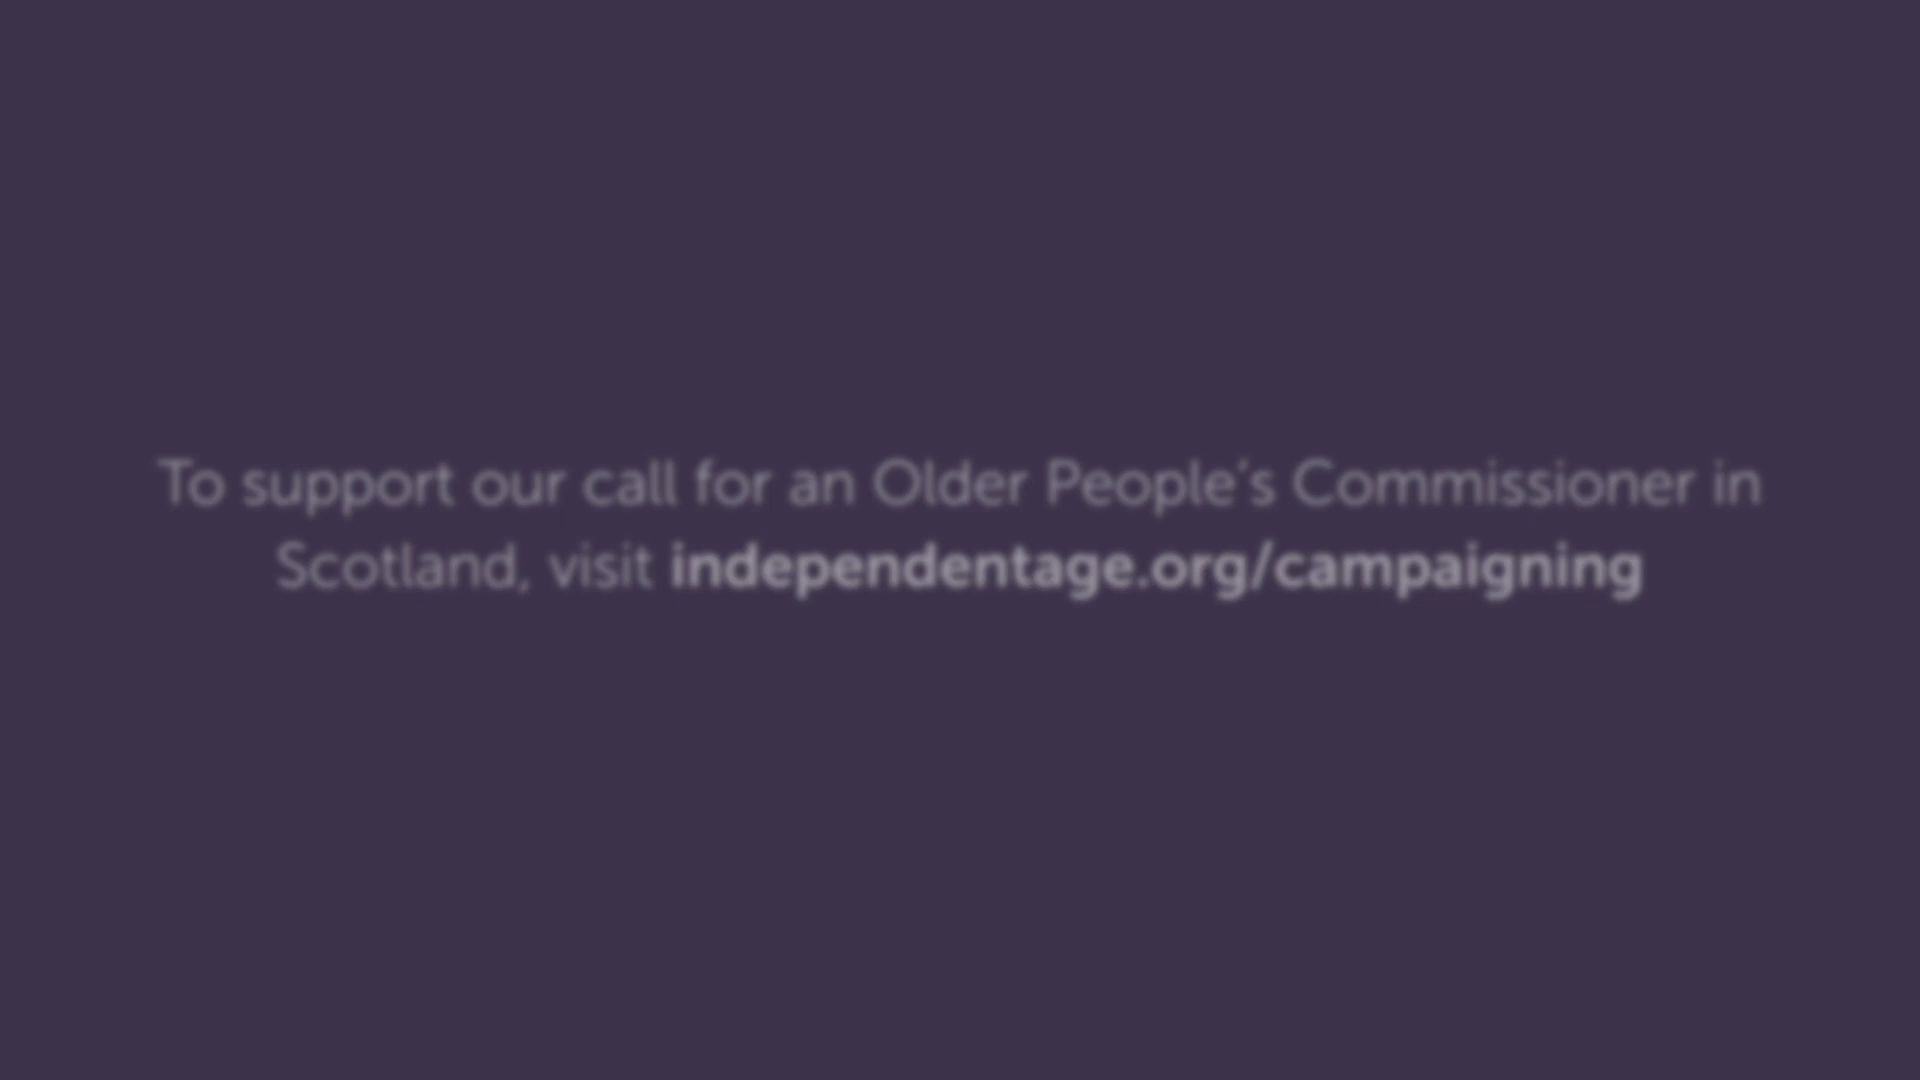 To support our call for an Older People’s Commissioner in
Scotland, visit independentage.org/campaigning